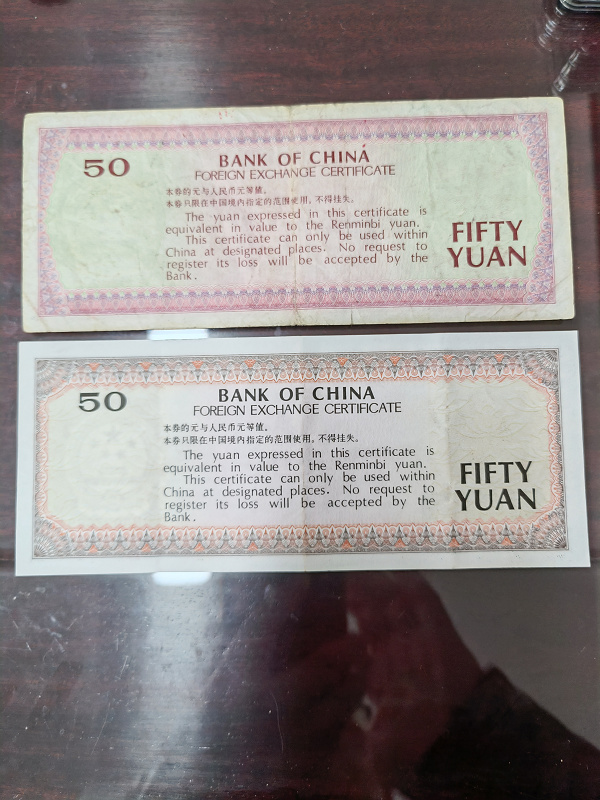 50
BANK OF CHINA
FOREIGN EXCHANGE CERTIFICATE
本券的元与人民币元等值。
本券只限在中国境内指定的范围使用，不得挂失。
The yuan expressed in this certificate is
equivalent in value to the Renminbi yuan.
This certificate can only be used within
China at designated places. No request to
register its loss will be accepted by the
Bank.
FIFTY
YUAN
50
BANK OF CHINA
FOREIGN EXCHANGE CERTIFICATE
本券的元与人民币元等值。
本券只限在中国境内指定的范围使用，不得挂失。
The yuan expressed in this certificate is
equivalent in value to the Renminbi yuan.
This certificate can only be used within
China at designated places. No request to
register its loss will be accepted by the
Bank.
FIFTY
YUAN